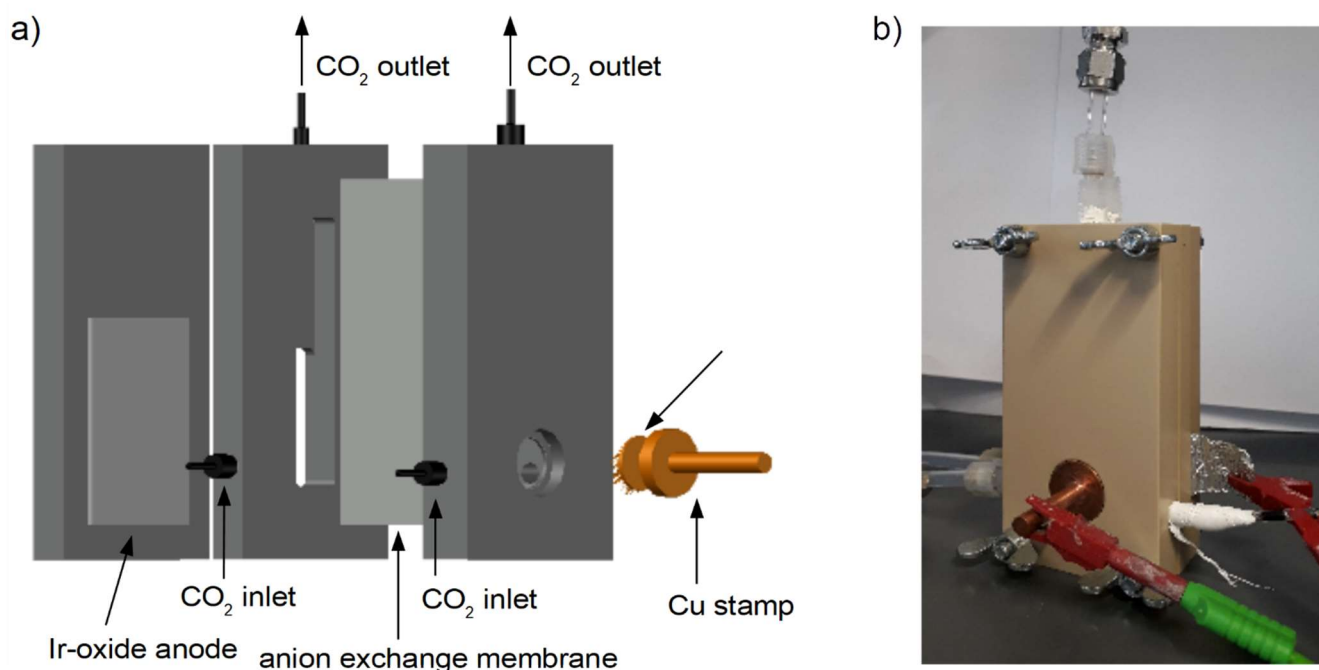 a)
b)
CO₂ outlet
CO₂ outlet
CO₂ inlet
CO₂ inlet
Cu stamp
Ir-oxide anode
anion exchange membrane